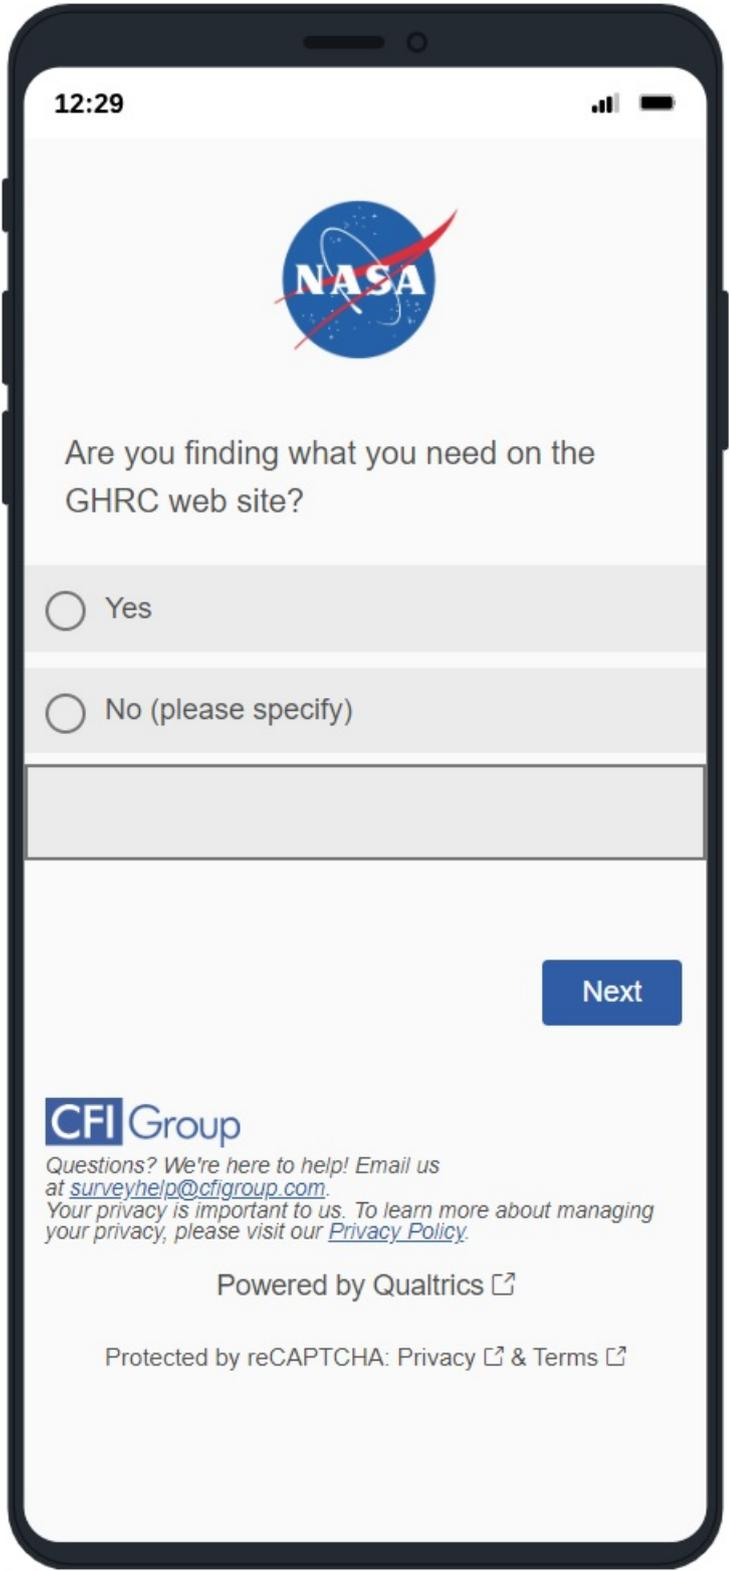 12:29
NASA
Are you finding what you need on the
GHRC web site?
Yes
No (please specify)
Next
CFI Group
Questions? We're here to help! Email us
at surveyhelp@cfigroup.com.
Your privacy is important to us. To learn more about managing
your privacy, please visit our Privacy Policy.
Powered by Qualtrics
Protected by reCAPTCHA: Privacy & Terms